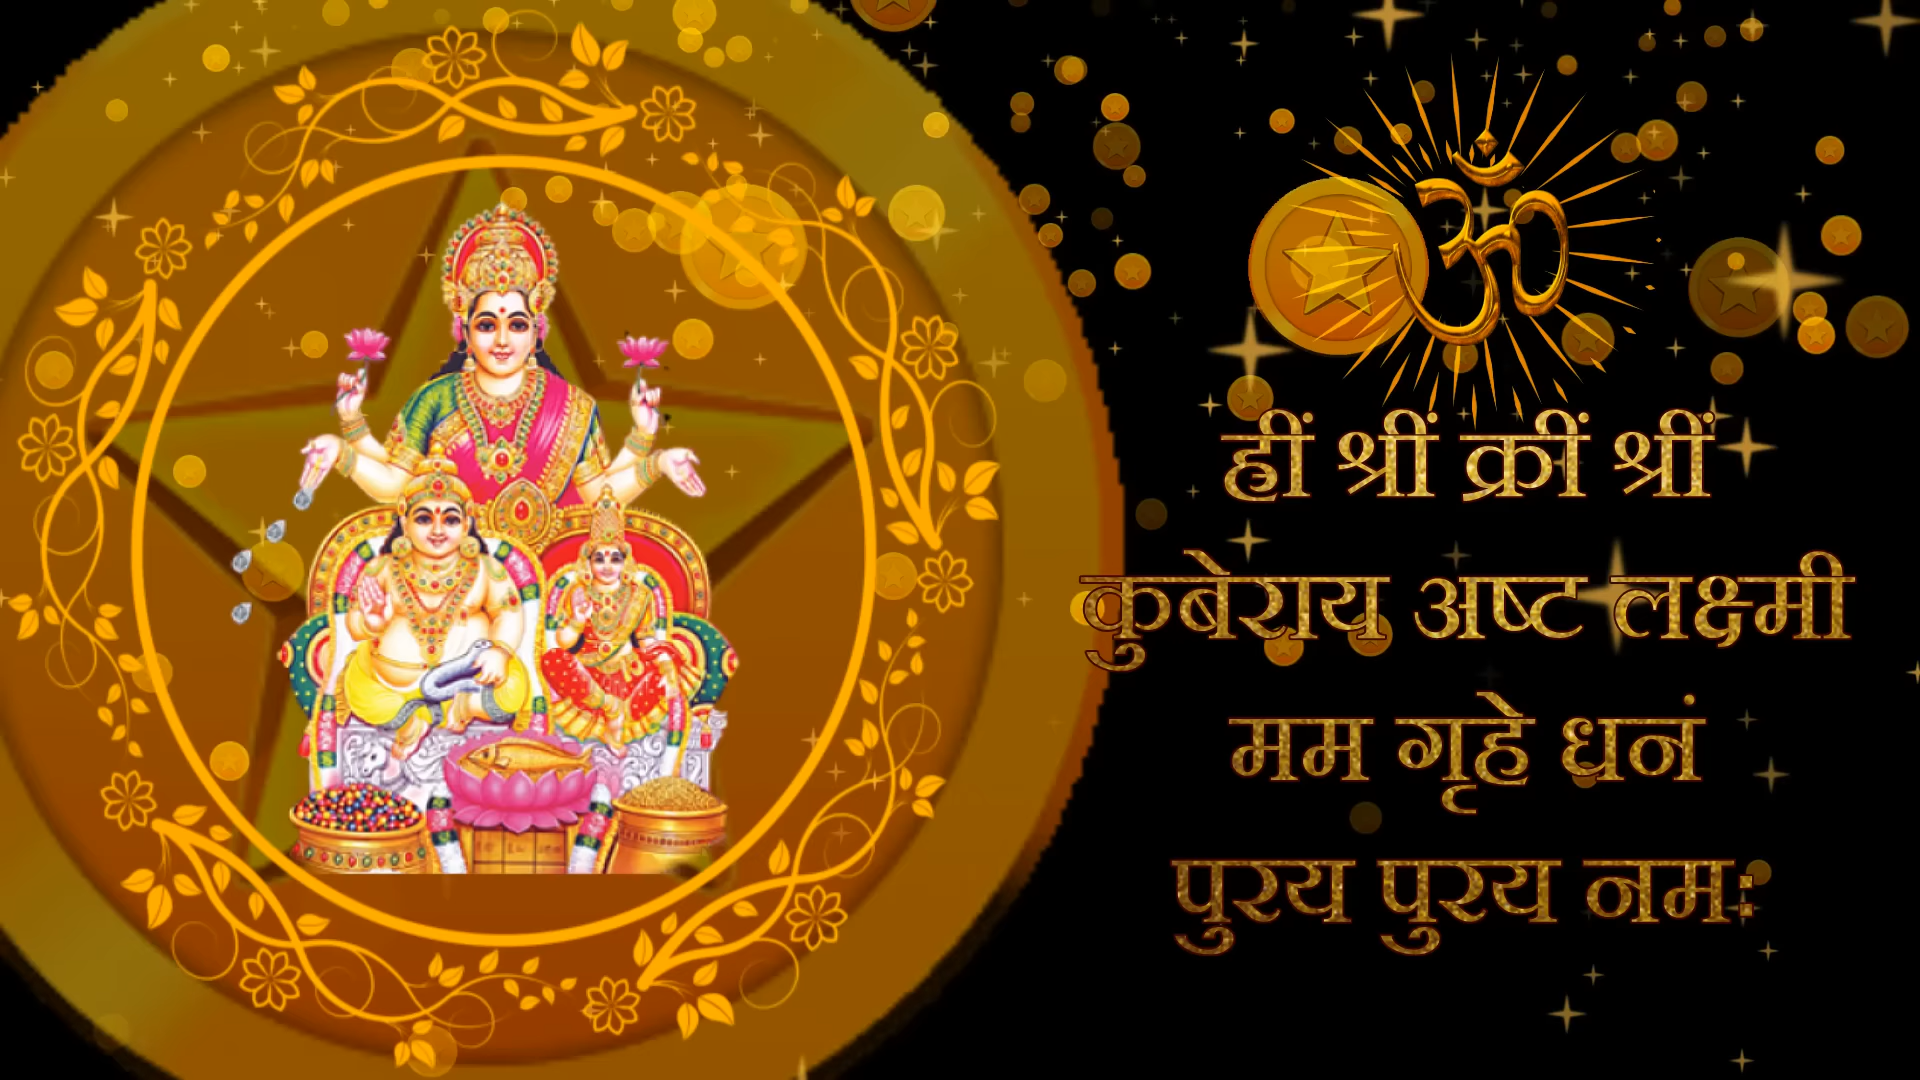 ॐ
ह्रीं श्रीं क्रीं श्रीं
कुबेराय अष्ट लक्ष्मी
मम गृहे धनं
पुरय पुरय नमः